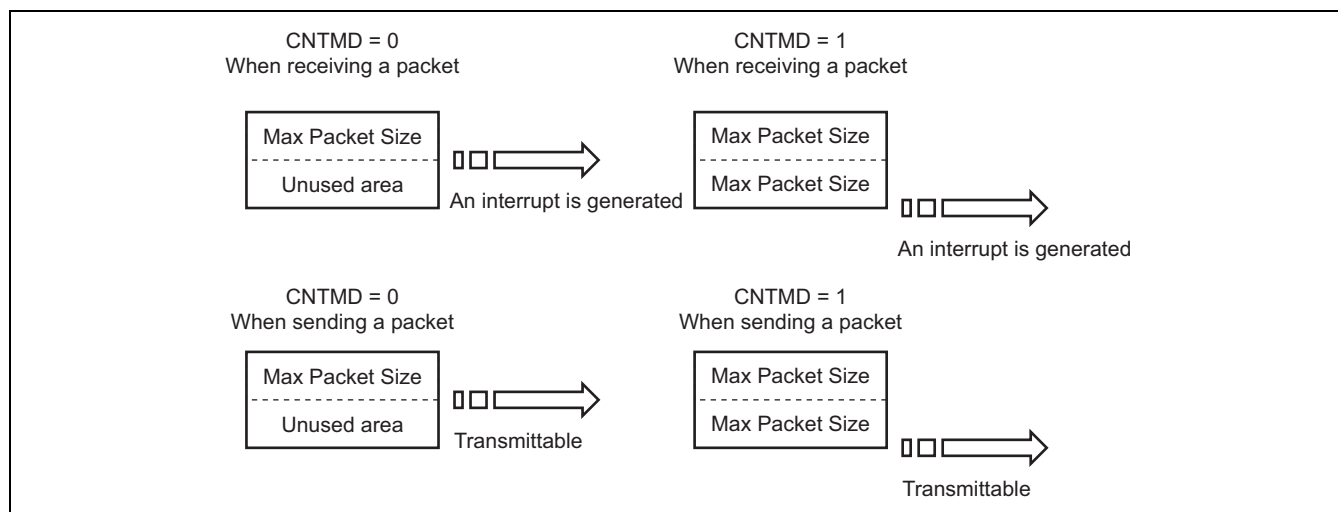 CNTMD = 0
When receiving a packet
Max Packet Size
Unused area
An interrupt is generated
CNTMD = 1
When receiving a packet
Max Packet Size
Max Packet Size
An interrupt is generated
CNTMD = 0
When sending a packet
Max Packet Size
Unused area
Transmittable
CNTMD = 1
When sending a packet
Max Packet Size
Max Packet Size
Transmittable